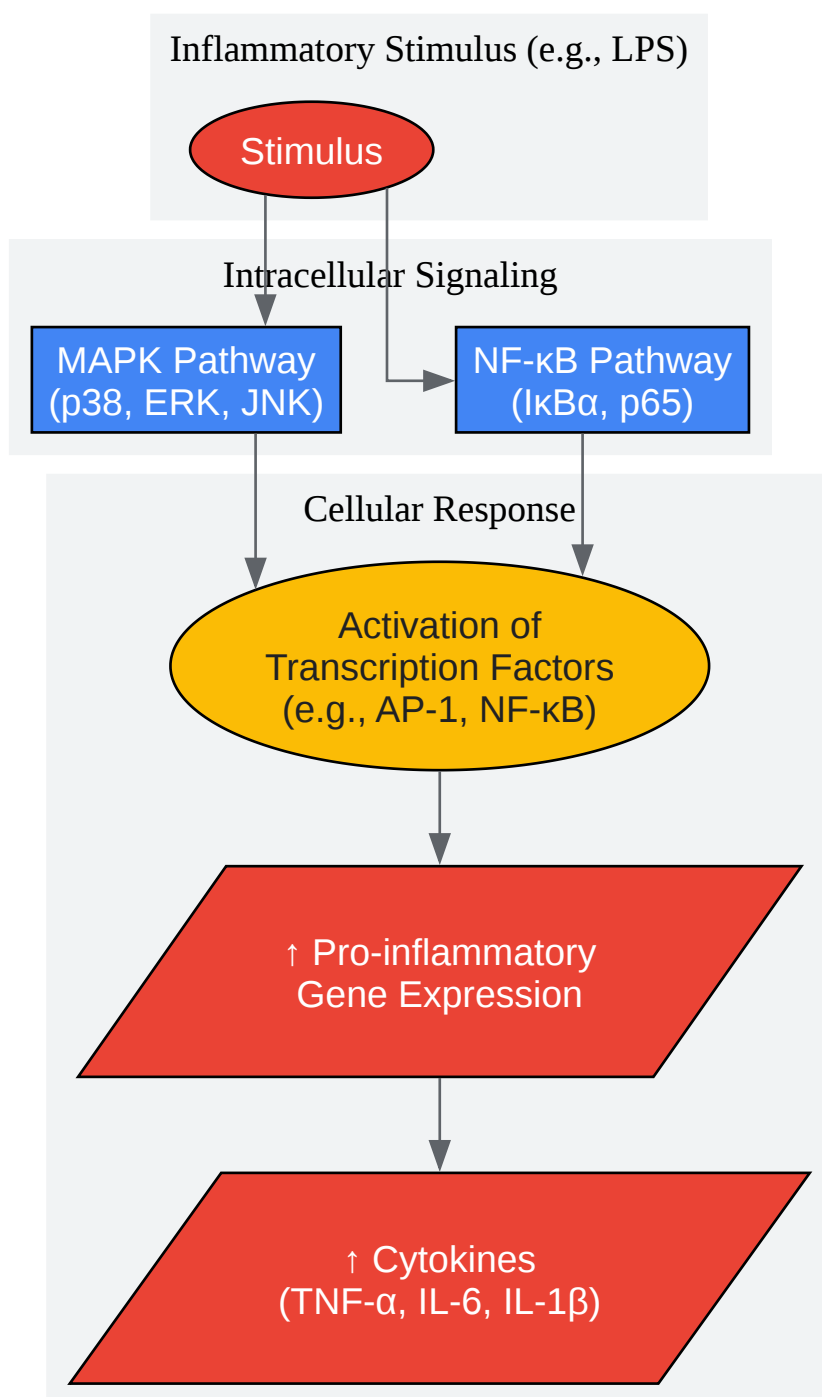 Inflammatory Stimulus (e.g., LPS)
Stimulus
Intracellular Signaling
MAPK Pathway
(p38, ERK, JNK)
NF-κB Pathway
(IκBα, p65)
Cellular Response
Activation of
Transcription Factors
(e.g., AP-1, NF-κB)
↑ Pro-inflammatory
Gene Expression
↑ Cytokines
(TNF-α, IL-6, IL-1β)